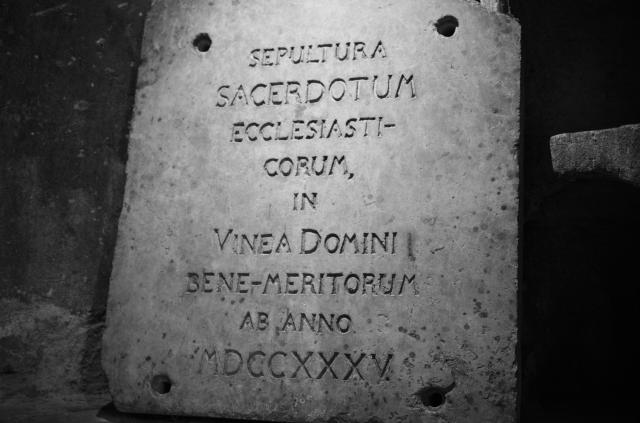 SEPULTURA
SACERDOTUM
ECCLESIASTI-
CORUM,
IN
VINEA DOMINI
BENE-MERITORUM
AB ANNO
MDCCXXXV.